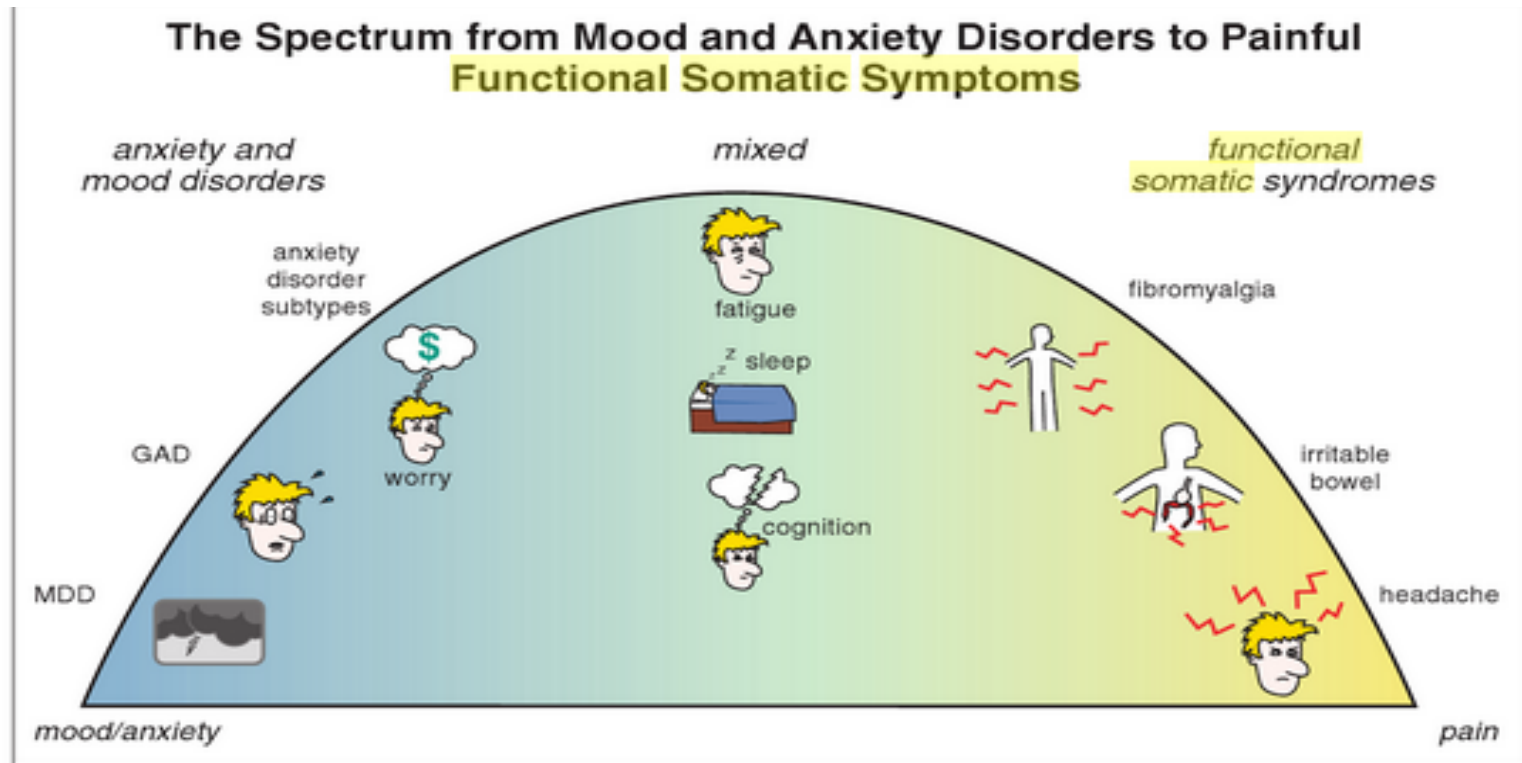 The Spectrum from Mood and Anxiety Disorders to Painful
Functional Somatic Symptoms
anxiety and
mood disorders
mixed
functional
somatic syndromes
anxiety
disorder
subtypes
$
worry
GAD
MDD
fatigue
z z z
sleep
cognition
fibromyalgia
irritable
bowel
headache
mood/anxiety
pain